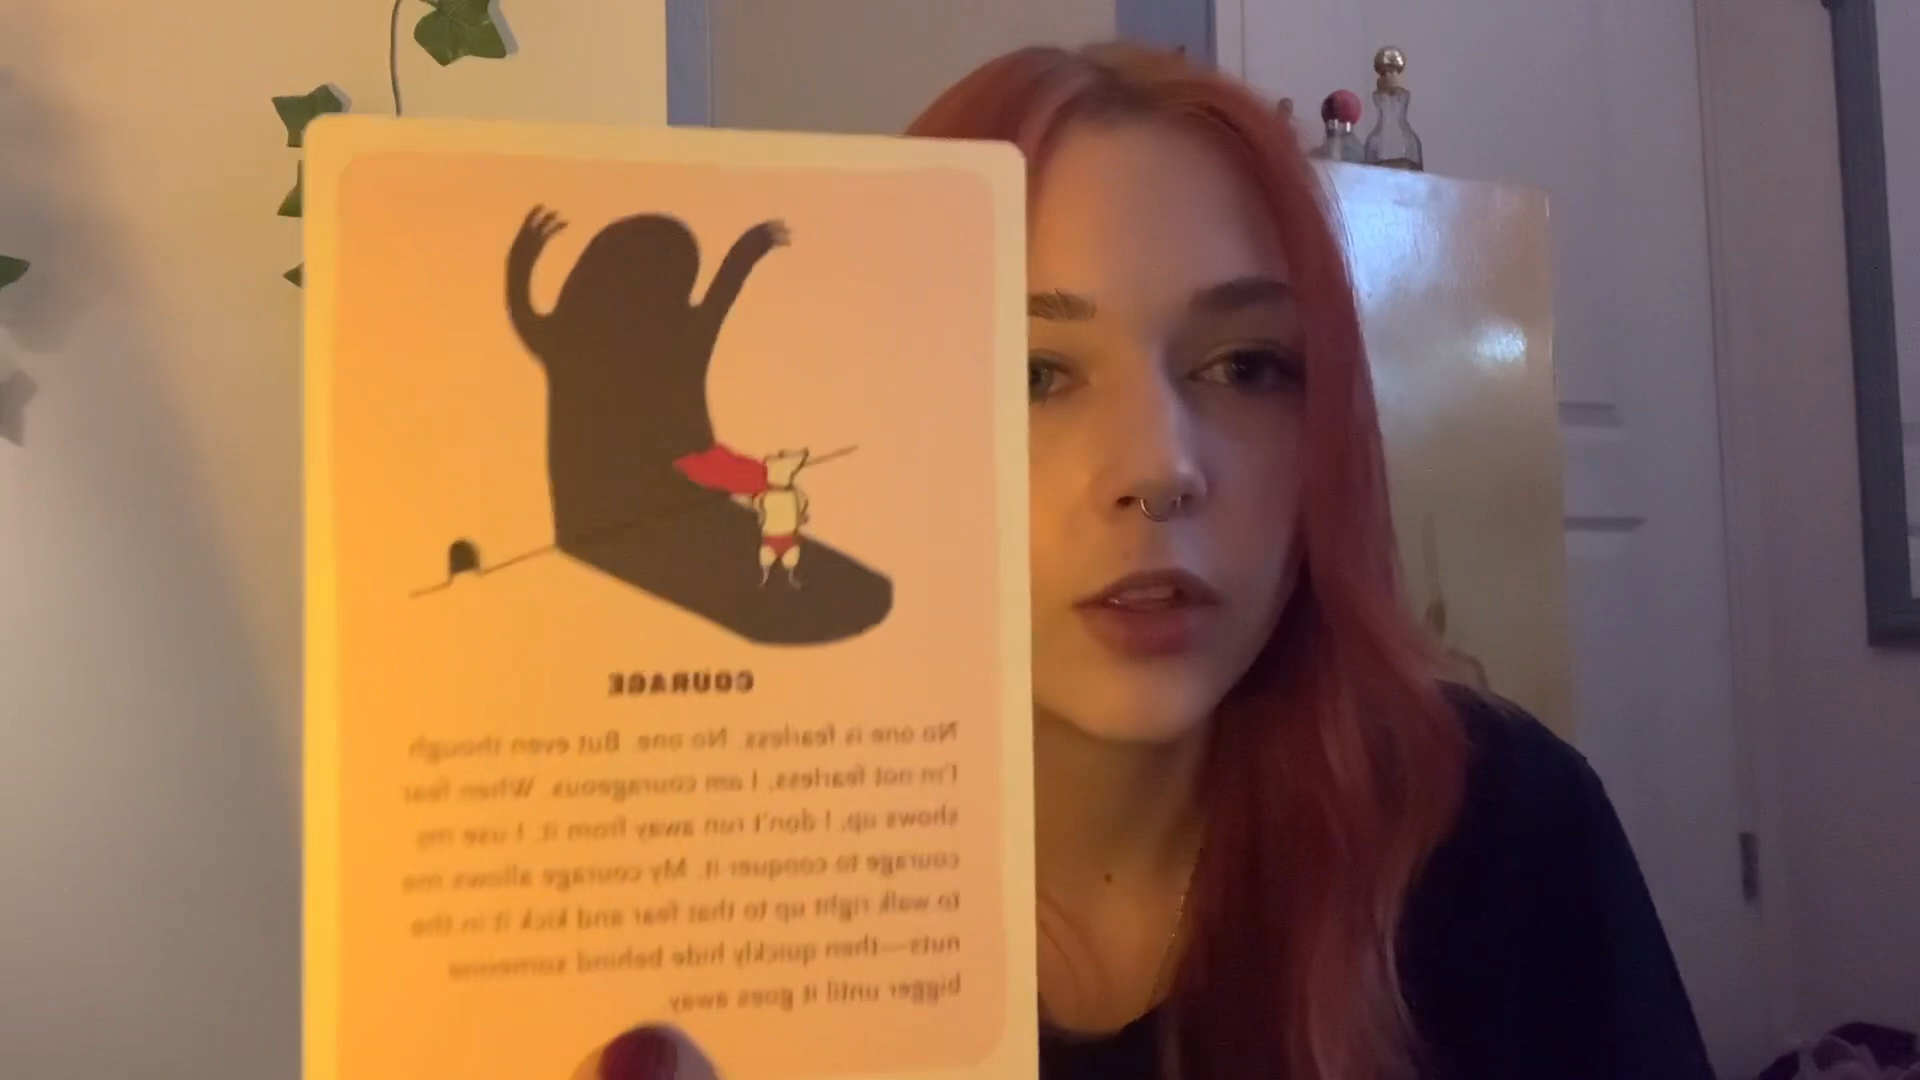 COURAGE
No one is fearless. No one. But even though
I'm not fearless, I am courageous. When fear
shows up, I don't run away from it. I use my
courage to conquer it. My courage allows me
to walk right up to that fear and kick it in the
nuts—then quickly hide behind someone
bigger until it goes away.